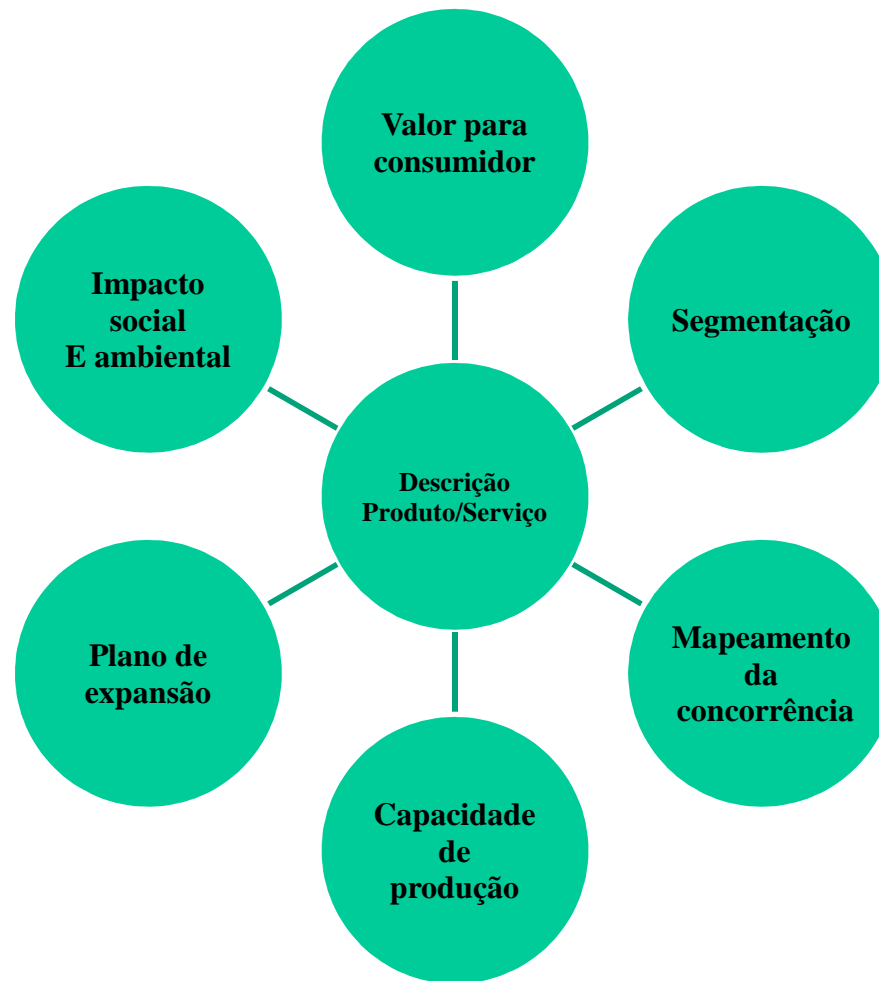 Valor para
consumidor
Impacto
social
E ambiental
Segmentação
Descrição
Produto/Serviço
Plano de
expansão
Mapeamento
da
concorrência
Capacidade
de
produção